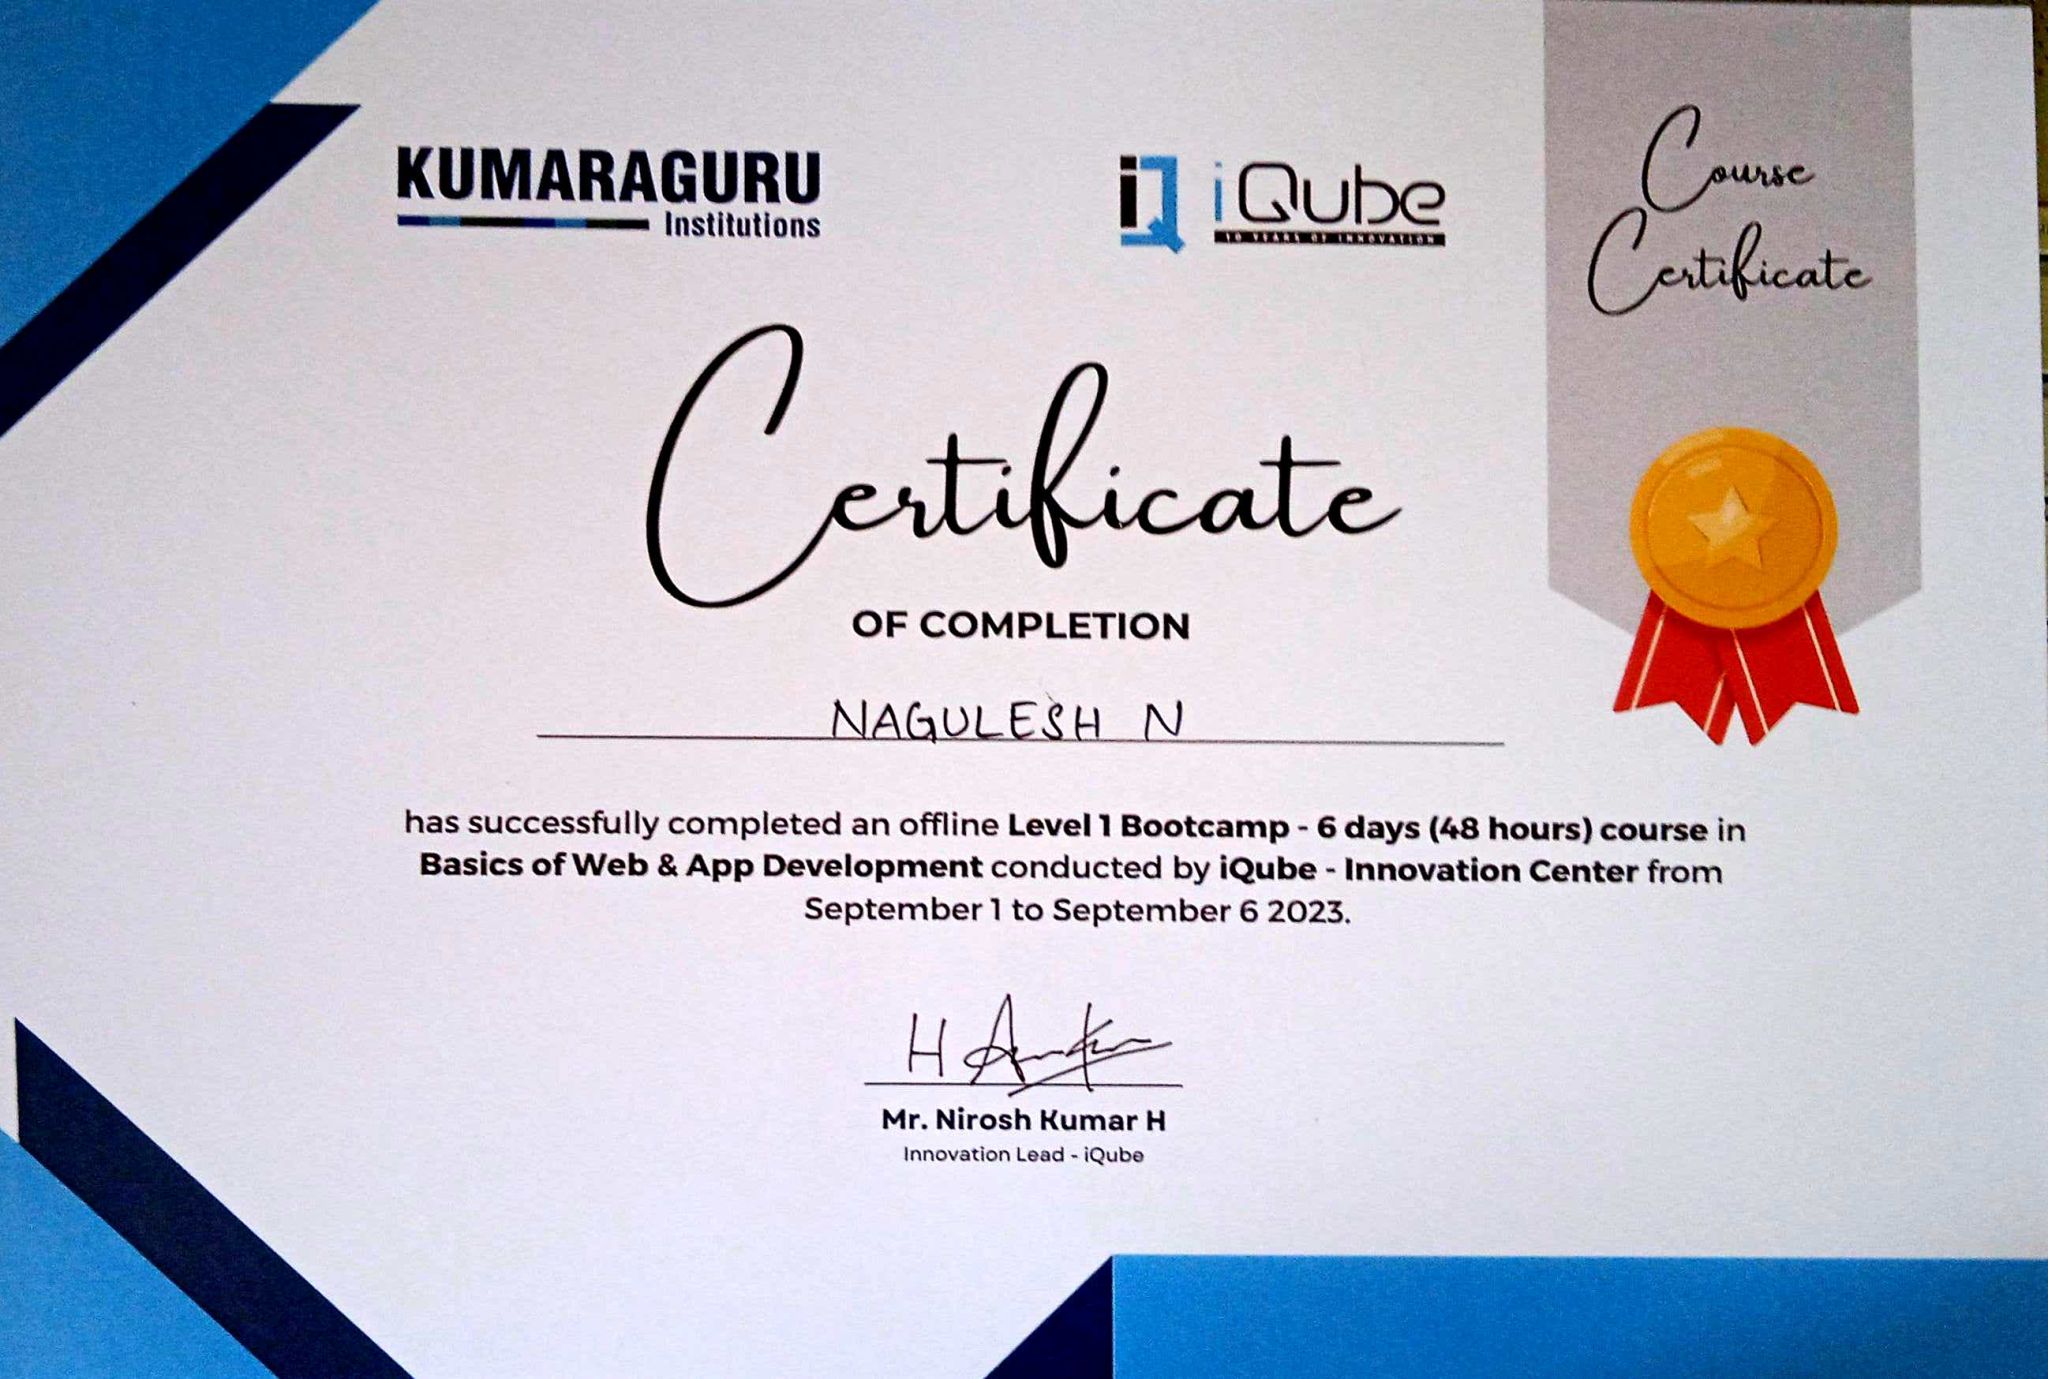 KUMARAGURU
Institutions
iQ iQube
10 YEARS OF INNOVATION
Course
Certificate
Certificate
OF COMPLETION
NAGULESH N
has successfully completed an offline Level 1 Bootcamp - 6 days (48 hours) course in
Basics of Web & App Development conducted by iQube - Innovation Center from
September 1 to September 6 2023.
Mr. Nirosh Kumar H
Innovation Lead - iQube